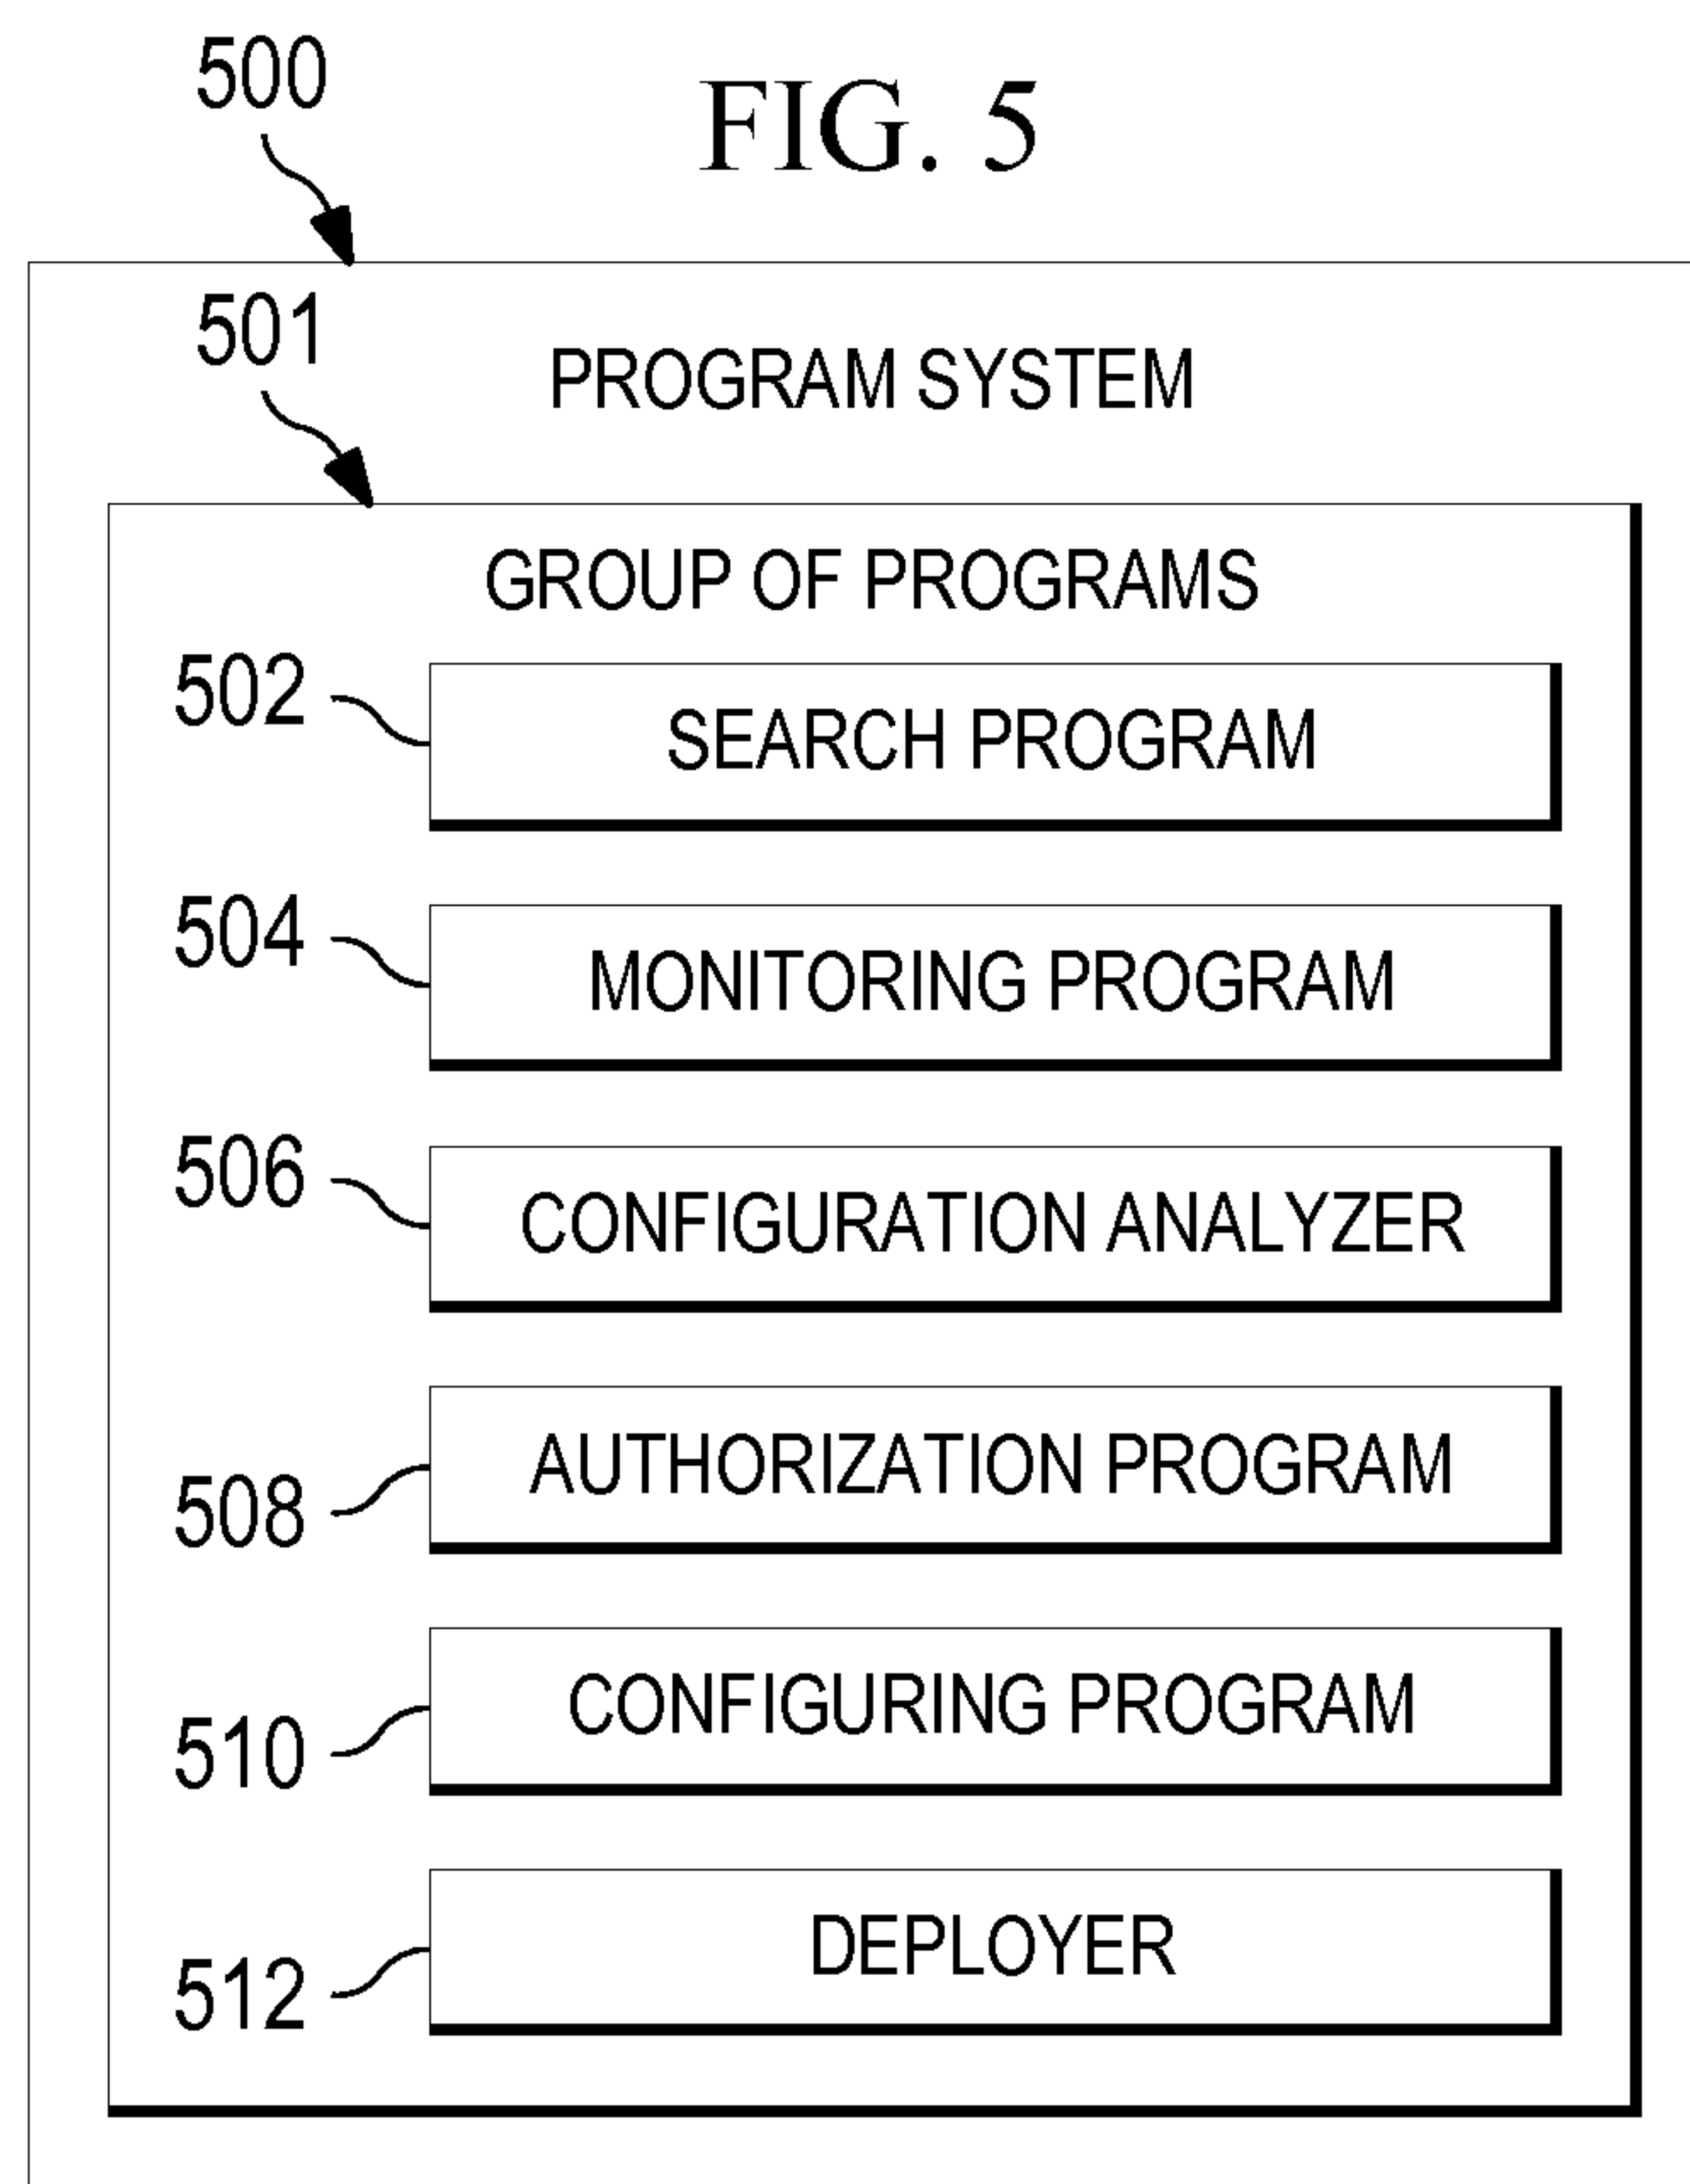 500
FIG. 5
501
PROGRAM SYSTEM
GROUP OF PROGRAMS
502
SEARCH PROGRAM
504
MONITORING PROGRAM
506
CONFIGURATION ANALYZER
508
AUTHORIZATION PROGRAM
510
CONFIGURING PROGRAM
512
DEPLOYER